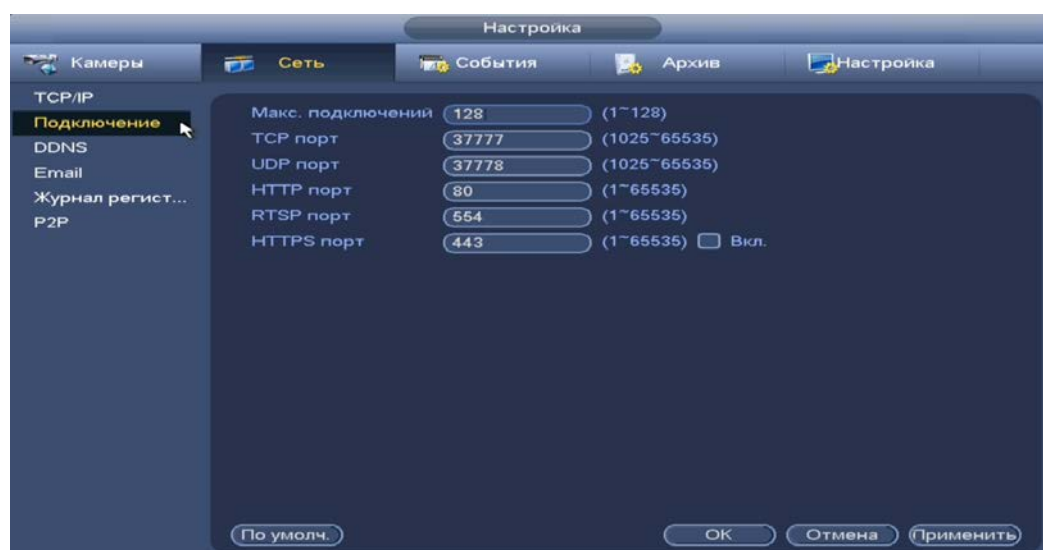 Настройка
Камеры Сеть События Архив Настройка
TCP/IP
Подключение
DDNS
Email
Журнал регист...
P2P
Макс. подключений 128 (1~128)
TCP порт 37777 (1025~65535)
UDP порт 37778 (1025~65535)
HTTP порт 80 (1~65535)
RTSP порт 554 (1~65535)
HTTPS порт 443 (1~65535) Вкл.
По умолч. OK Отмена Применить